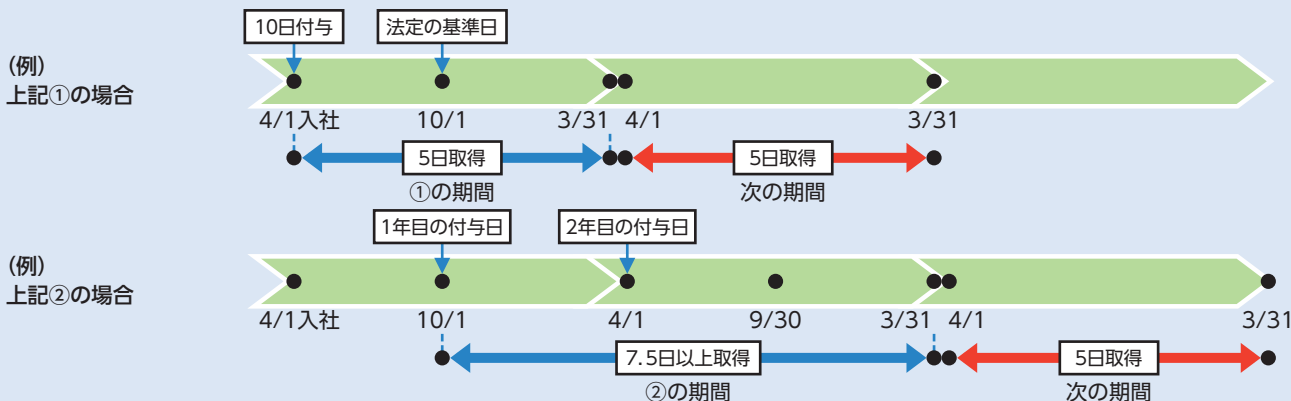 10日付与 法定の基準日
(例)
上記①の場合
4/1入社 10/1 3/31 4/1 3/31
5日取得 5日取得
①の期間 次の期間
1年目の付与日 2年目の付与日
(例)
上記②の場合
4/1入社 10/1 4/1 9/30 3/31 4/1 3/31
7.5日以上取得 5日取得
②の期間 次の期間